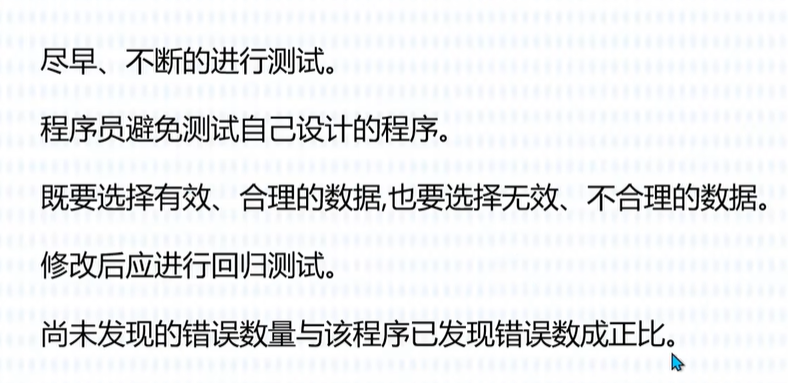 尽早、不断的进行测试。
程序员避免测试自己设计的程序。
既要选择有效、合理的数据,也要选择无效、不合理的数据。
修改后应进行回归测试。
尚未发现的错误数量与该程序已发现错误数成正比。